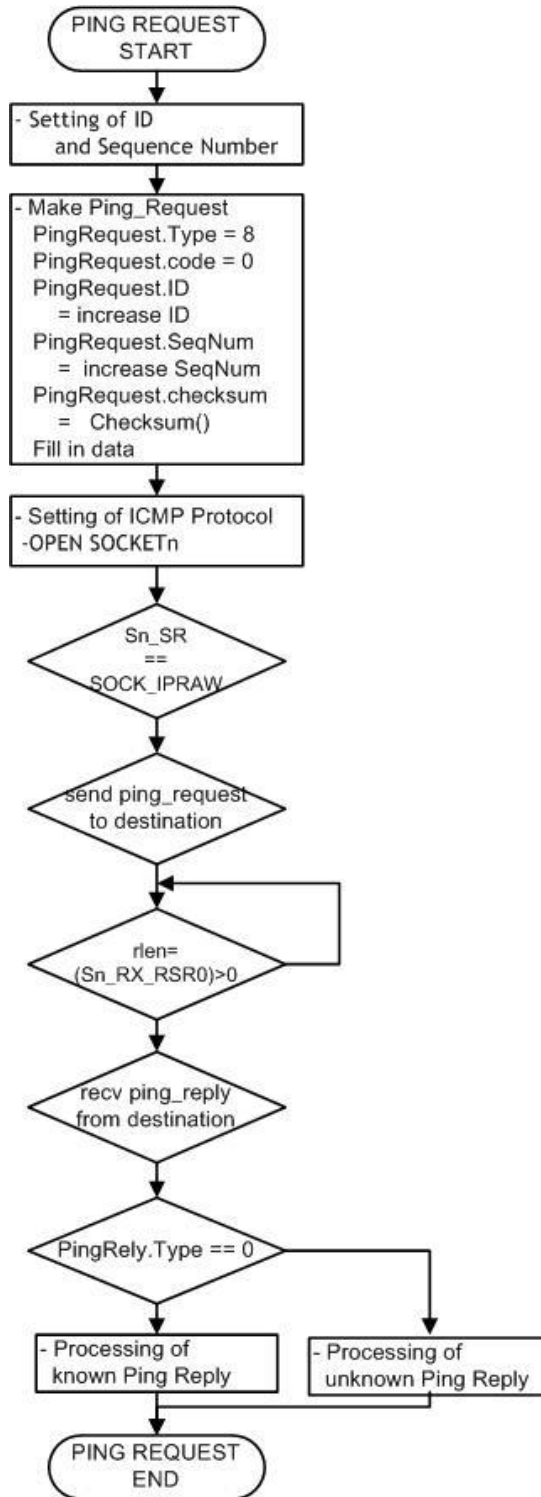 PING REQUEST
START
- Setting of ID
and Sequence Number
- Make Ping_Request
PingRequest.Type = 8
PingRequest.code = 0
PingRequest.ID
= increase ID
PingRequest.SeqNum
= increase SeqNum
PingRequest.checksum
= Checksum()
Fill in data
- Setting of ICMP Protocol
-OPEN SOCKETn
Sn_SR
==
SOCK_IPRAW
send ping_request
to destination
rlen=
(Sn_RX_RSR0)>0
recv ping_reply
from destination
PingRely.Type == 0
- Processing of
known Ping Reply
- Processing of
unknown Ping Reply
PING REQUEST
END